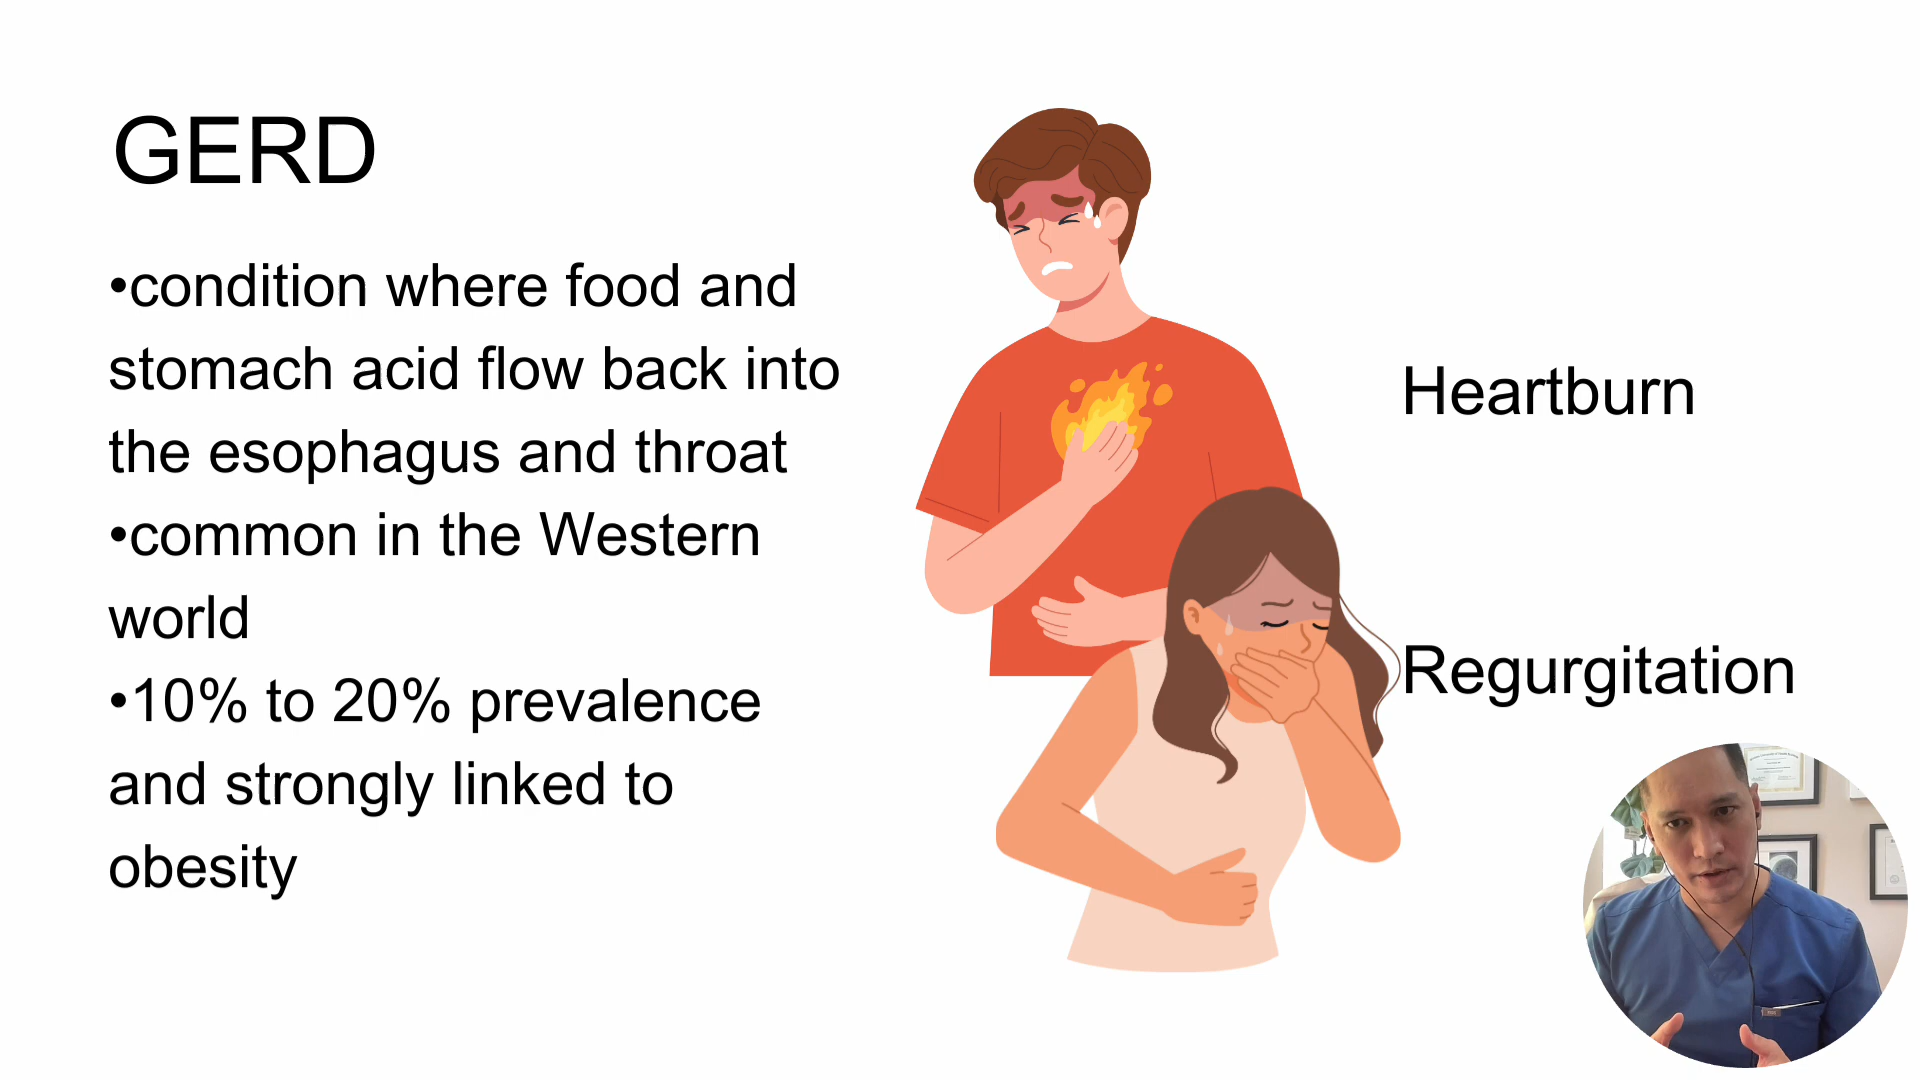 GERD
•condition where food and
stomach acid flow back into
the esophagus and throat
•common in the Western
world
•10% to 20% prevalence
and strongly linked to
obesity
Heartburn
Regurgitation